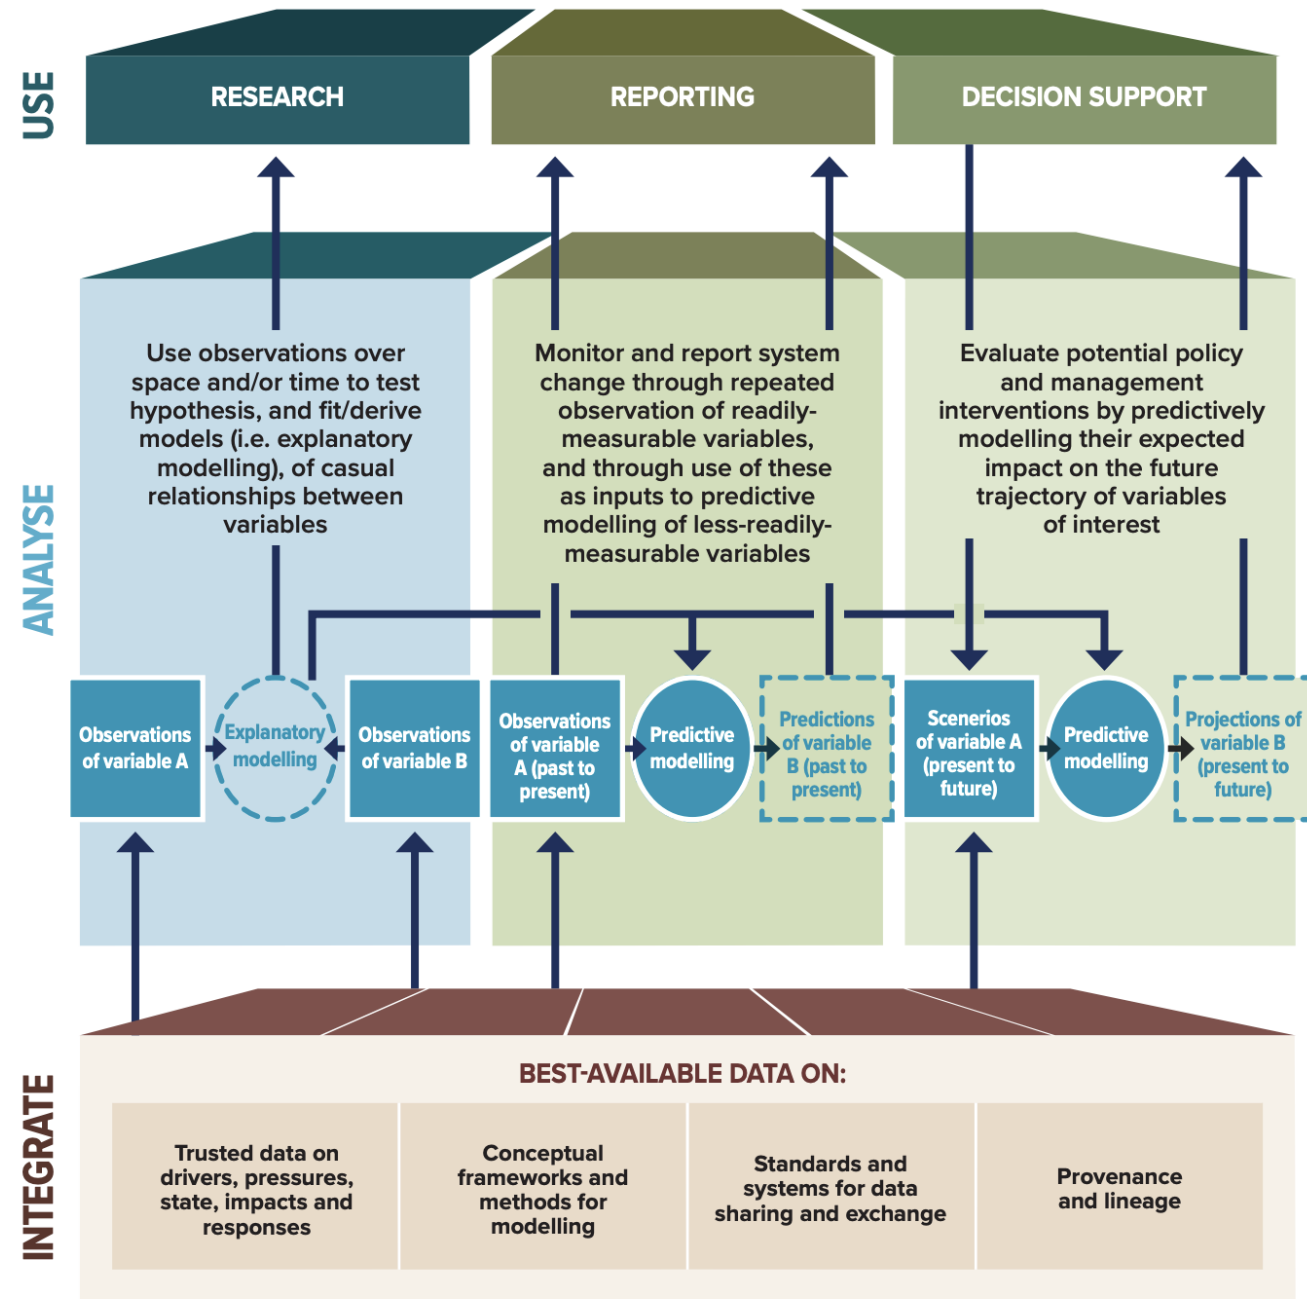 USE
RESEARCH
REPORTING
DECISION SUPPORT
ANALYSE
Use observations over
space and/or time to test
hypothesis, and fit/derive
models (i.e. explanatory
modelling), of casual
relationships between
variables
Monitor and report system
change through repeated
observation of readily-
measurable variables,
and through use of these
as inputs to predictive
modelling of less-readily-
measurable variables
Evaluate potential policy
and management
interventions by predictively
modelling their expected
impact on the future
trajectory of variables
of interest
Observations
of variable A
Explanatory
modelling
Observations
of variable B
Observations
of variable
A (past to
present)
Predictive
modelling
Predictions
of variable
B (past to
present)
Scenerios
of variable A
(present to
future)
Predictive
modelling
Projections of
variable B
(present to
future)
INTEGRATE
BEST-AVAILABLE DATA ON:
Trusted data on
drivers, pressures,
state, impacts and
responses
Conceptual
frameworks and
methods for
modelling
Standards and
systems for data
sharing and exchange
Provenance
and lineage